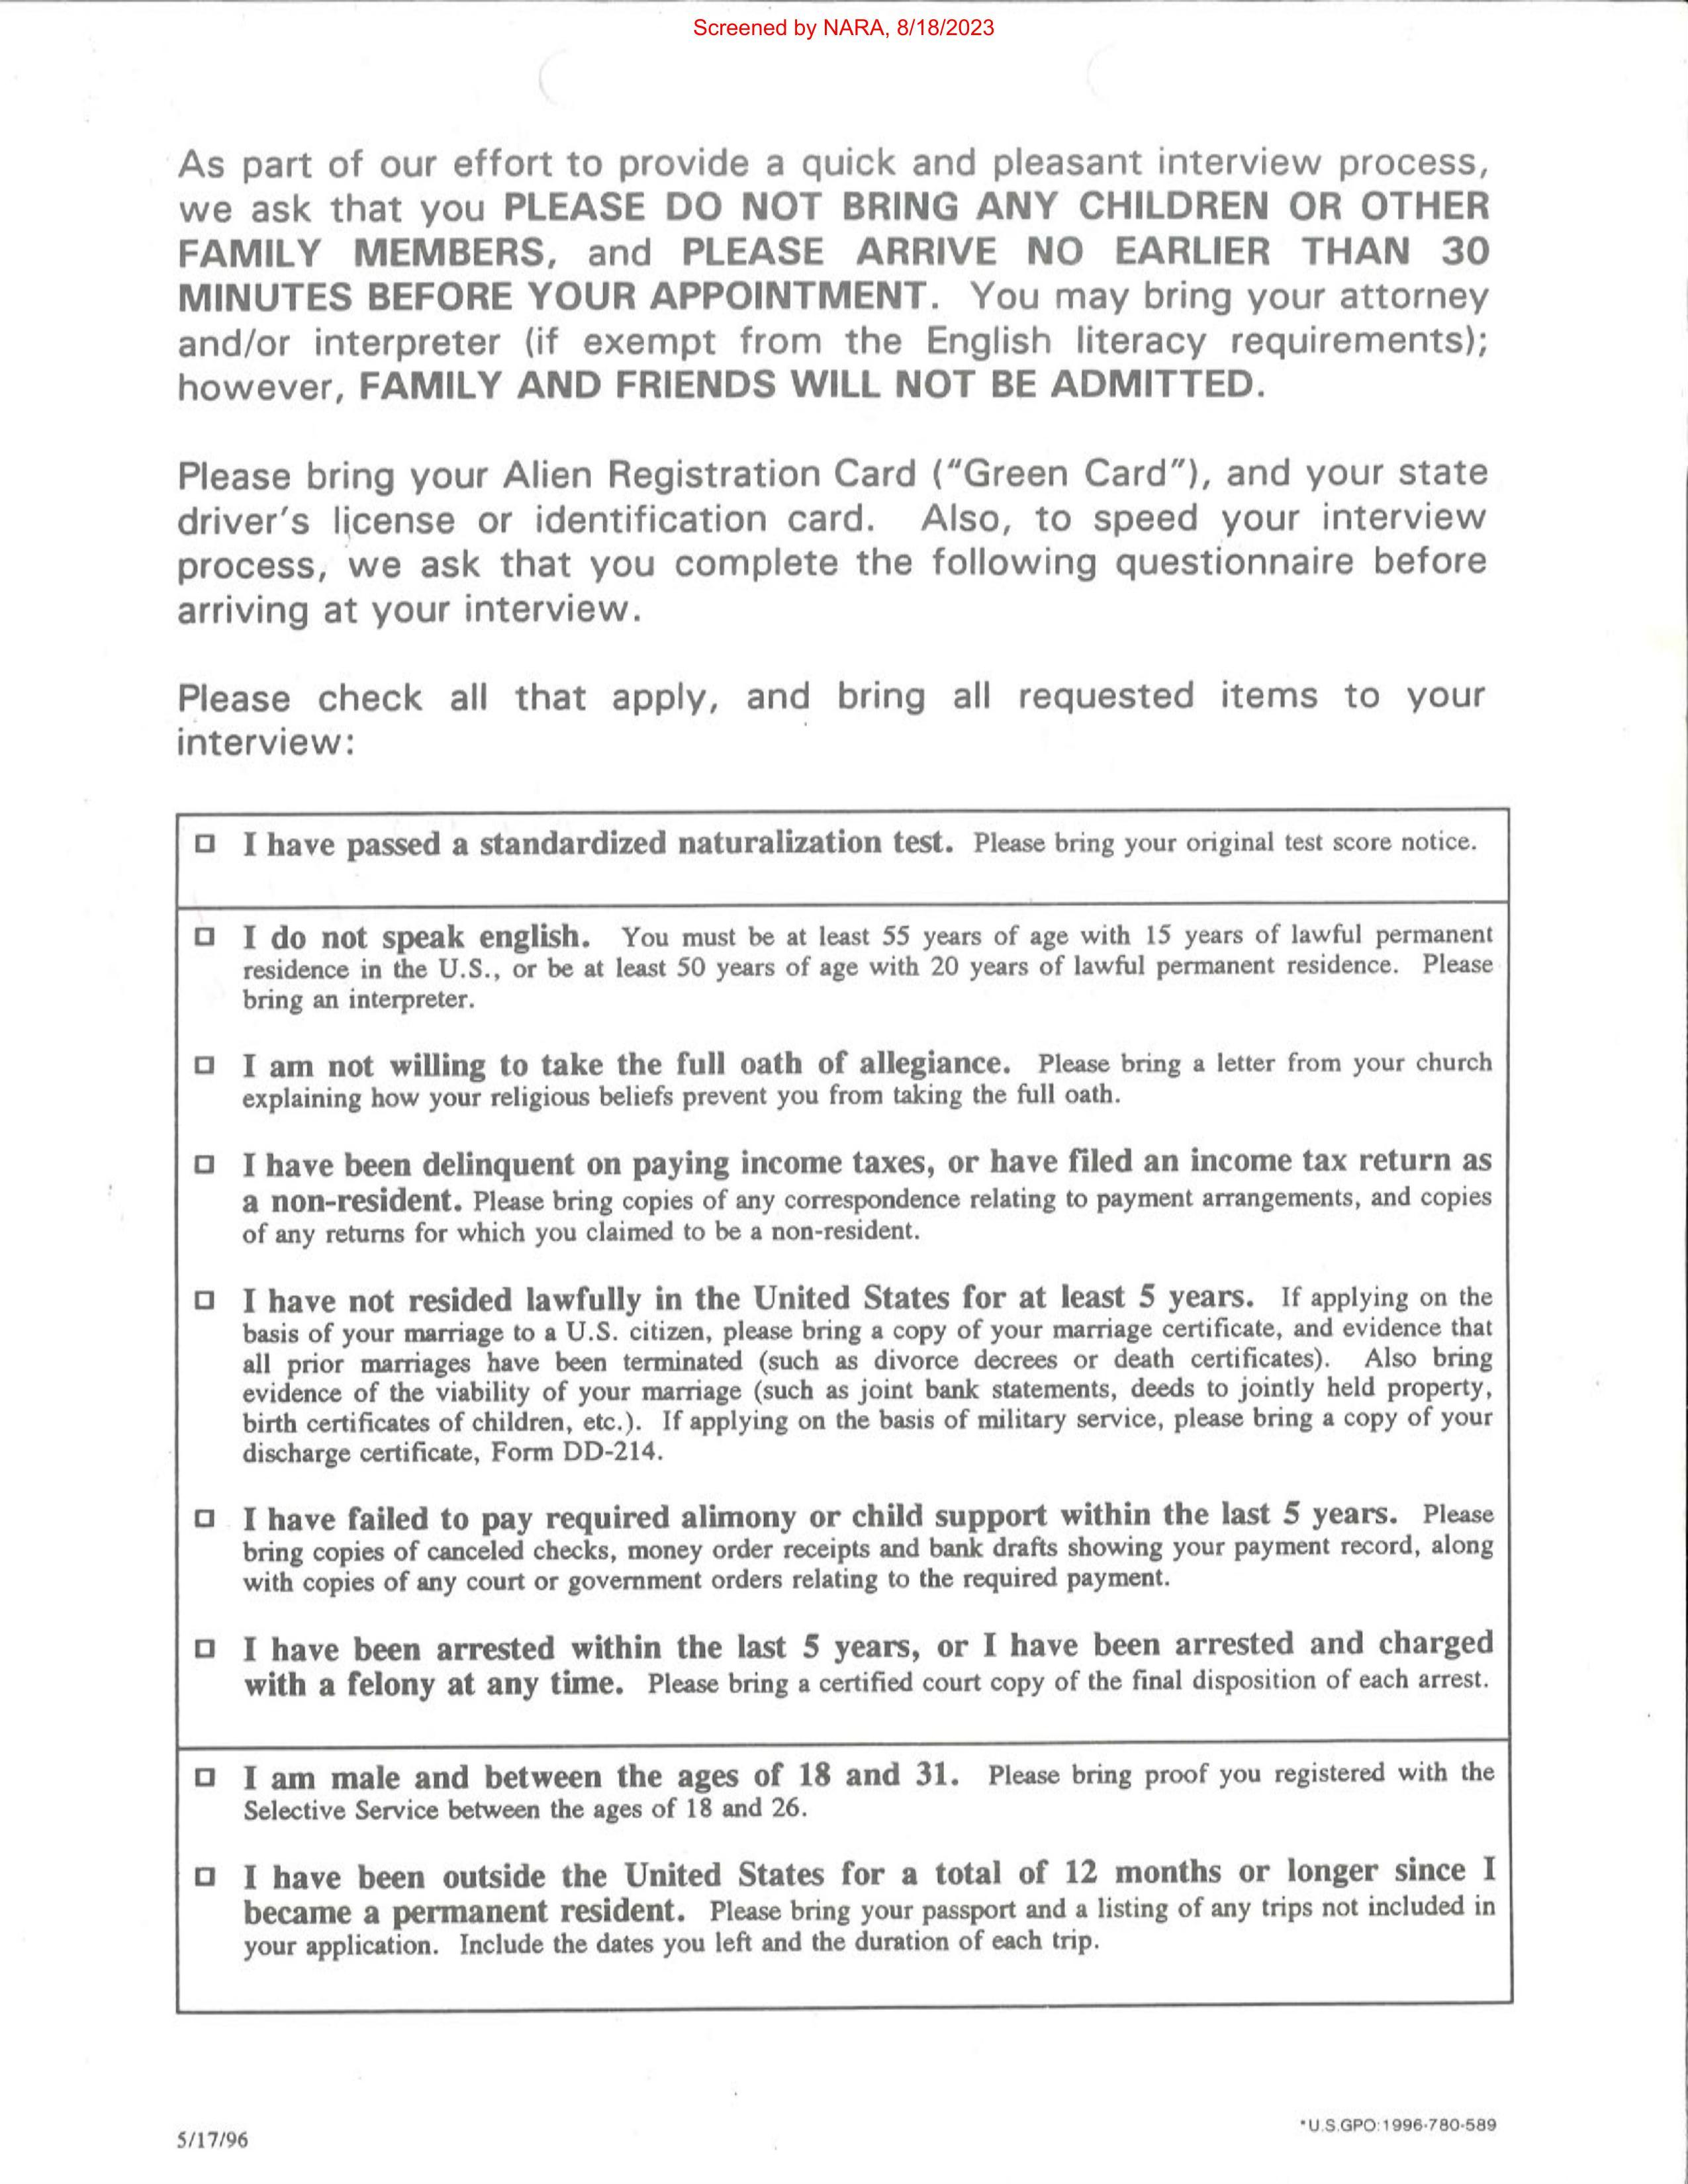 Screened by NARA, 8/18/2023
As part of our effort to provide a quick and pleasant interview process,
we ask that you PLEASE DO NOT BRING ANY CHILDREN OR OTHER
FAMILY MEMBERS, and PLEASE ARRIVE NO EARLIER THAN 30
MINUTES BEFORE YOUR APPOINTMENT. You may bring your attorney
and/or interpreter (if exempt from the English literacy requirements);
however, FAMILY AND FRIENDS WILL NOT BE ADMITTED.
Please bring your Alien Registration Card (“Green Card”), and your state
driver's license or identification card. Also, to speed your interview
process, we ask that you complete the following questionnaire before
arriving at your interview.
Please check all that apply, and bring all requested items to your
interview:
□ I have passed a standardized naturalization test. Please bring your original test score notice.
□ I do not speak english. You must be at least 55 years of age with 15 years of lawful permanent
residence in the U.S., or be at least 50 years of age with 20 years of lawful permanent residence. Please
bring an interpreter.
□ I am not willing to take the full oath of allegiance. Please bring a letter from your church
explaining how your religious beliefs prevent you from taking the full oath.
□ I have been delinquent on paying income taxes, or have filed an income tax return as
a non-resident. Please bring copies of any correspondence relating to payment arrangements, and copies
of any returns for which you claimed to be a non-resident.
□ I have not resided lawfully in the United States for at least 5 years. If applying on the
basis of your marriage to a U.S. citizen, please bring a copy of your marriage certificate, and evidence that
all prior marriages have been terminated (such as divorce decrees or death certificates). Also bring
evidence of the viability of your marriage (such as joint bank statements, deeds to jointly held property,
birth certificates of children, etc.). If applying on the basis of military service, please bring a copy of your
discharge certificate, Form DD-214.
□ I have failed to pay required alimony or child support within the last 5 years. Please
bring copies of canceled checks, money order receipts and bank drafts showing your payment record, along
with copies of any court or government orders relating to the required payment.
□ I have been arrested within the last 5 years, or I have been arrested and charged
with a felony at any time. Please bring a certified court copy of the final disposition of each arrest.
□ I am male and between the ages of 18 and 31. Please bring proof you registered with the
Selective Service between the ages of 18 and 26.
□ I have been outside the United States for a total of 12 months or longer since I
became a permanent resident. Please bring your passport and a listing of any trips not included in
your application. Include the dates you left and the duration of each trip.
5/17/96
*U.S.GPO:1996-780-589